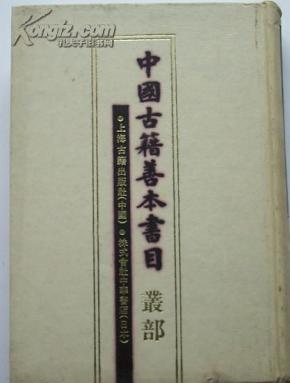 Kongfz.com
孔夫子旧书网
中國古籍善本書目
叢部
上海古籍出版社(中國) 株式會社中華書店(日本)